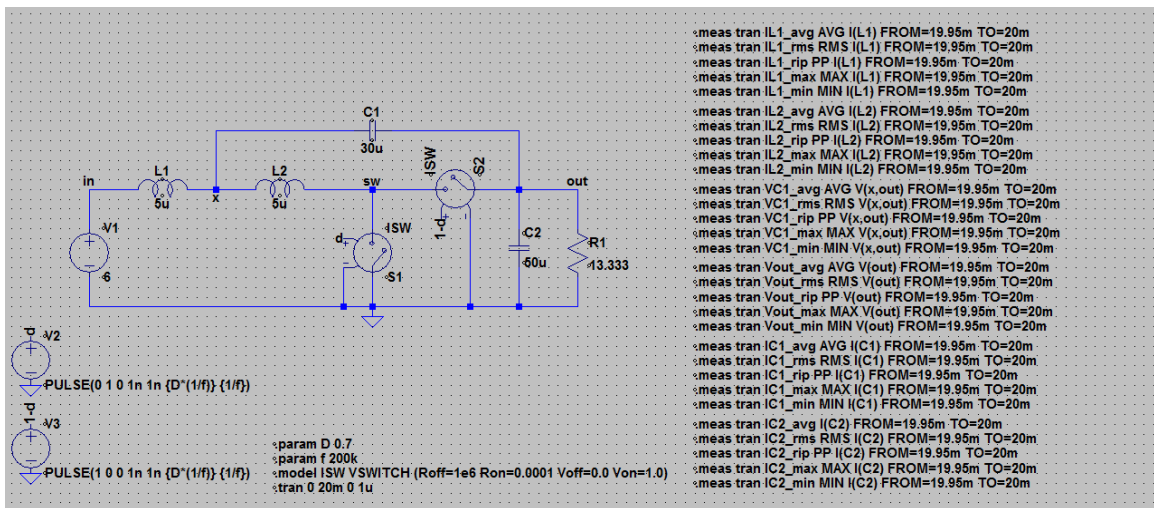 .meas tran IL1_avg AVG I(L1) FROM=19.95m TO=20m
.meas tran IL1_rms RMS I(L1) FROM=19.95m TO=20m
.meas tran IL1_rip PP I(L1) FROM=19.95m TO=20m
.meas tran IL1_max MAX I(L1) FROM=19.95m TO=20m
.meas tran IL1_min MIN I(L1) FROM=19.95m TO=20m
.meas tran IL2_avg AVG I(L2) FROM=19.95m TO=20m
.meas tran IL2_rms RMS I(L2) FROM=19.95m TO=20m
.meas tran IL2_rip PP I(L2) FROM=19.95m TO=20m
.meas tran IL2_max MAX I(L2) FROM=19.95m TO=20m
.meas tran IL2_min MIN I(L2) FROM=19.95m TO=20m
.meas tran VC1_avg AVG V(x,out) FROM=19.95m TO=20m
.meas tran VC1_rms RMS V(x,out) FROM=19.95m TO=20m
.meas tran VC1_rip PP V(x,out) FROM=19.95m TO=20m
.meas tran VC1_max MAX V(x,out) FROM=19.95m TO=20m
.meas tran VC1_min MIN V(x,out) FROM=19.95m TO=20m
.meas tran Vout_avg AVG V(out) FROM=19.95m TO=20m
.meas tran Vout_rms RMS V(out) FROM=19.95m TO=20m
.meas tran Vout_rip PP V(out) FROM=19.95m TO=20m
.meas tran Vout_max MAX V(out) FROM=19.95m TO=20m
.meas tran Vout_min MIN V(out) FROM=19.95m TO=20m
.meas tran IC1_avg AVG I(C1) FROM=19.95m TO=20m
.meas tran IC1_rms RMS I(C1) FROM=19.95m TO=20m
.meas tran IC1_rip PP I(C1) FROM=19.95m TO=20m
.meas tran IC1_max MAX I(C1) FROM=19.95m TO=20m
.meas tran IC1_min MIN I(C1) FROM=19.95m TO=20m
.meas tran IC2_avg I(C2) FROM=19.95m TO=20m
.meas tran IC2_rms RMS I(C2) FROM=19.95m TO=20m
.meas tran IC2_rip PP I(C2) FROM=19.95m TO=20m
.meas tran IC2_max MAX I(C2) FROM=19.95m TO=20m
.meas tran IC2_min MIN I(C2) FROM=19.95m TO=20m
C1
30u
in
L1
5u
x
L2
5u
sw
ISW
S2
out
1-d
V1
6
d
ISW
S1
C2
50u
R1
13.333
d
V2
PULSE(0 1 0 1n 1n {D*(1/f)} {1/f})
1-d
V3
PULSE(1 0 0 1n 1n {D*(1/f)} {1/f})
.param D 0.7
.param f 200k
.model ISW VSWITCH (Roff=1e6 Ron=0.0001 Voff=0.0 Von=1.0)
.tran 0 20m 0 1u